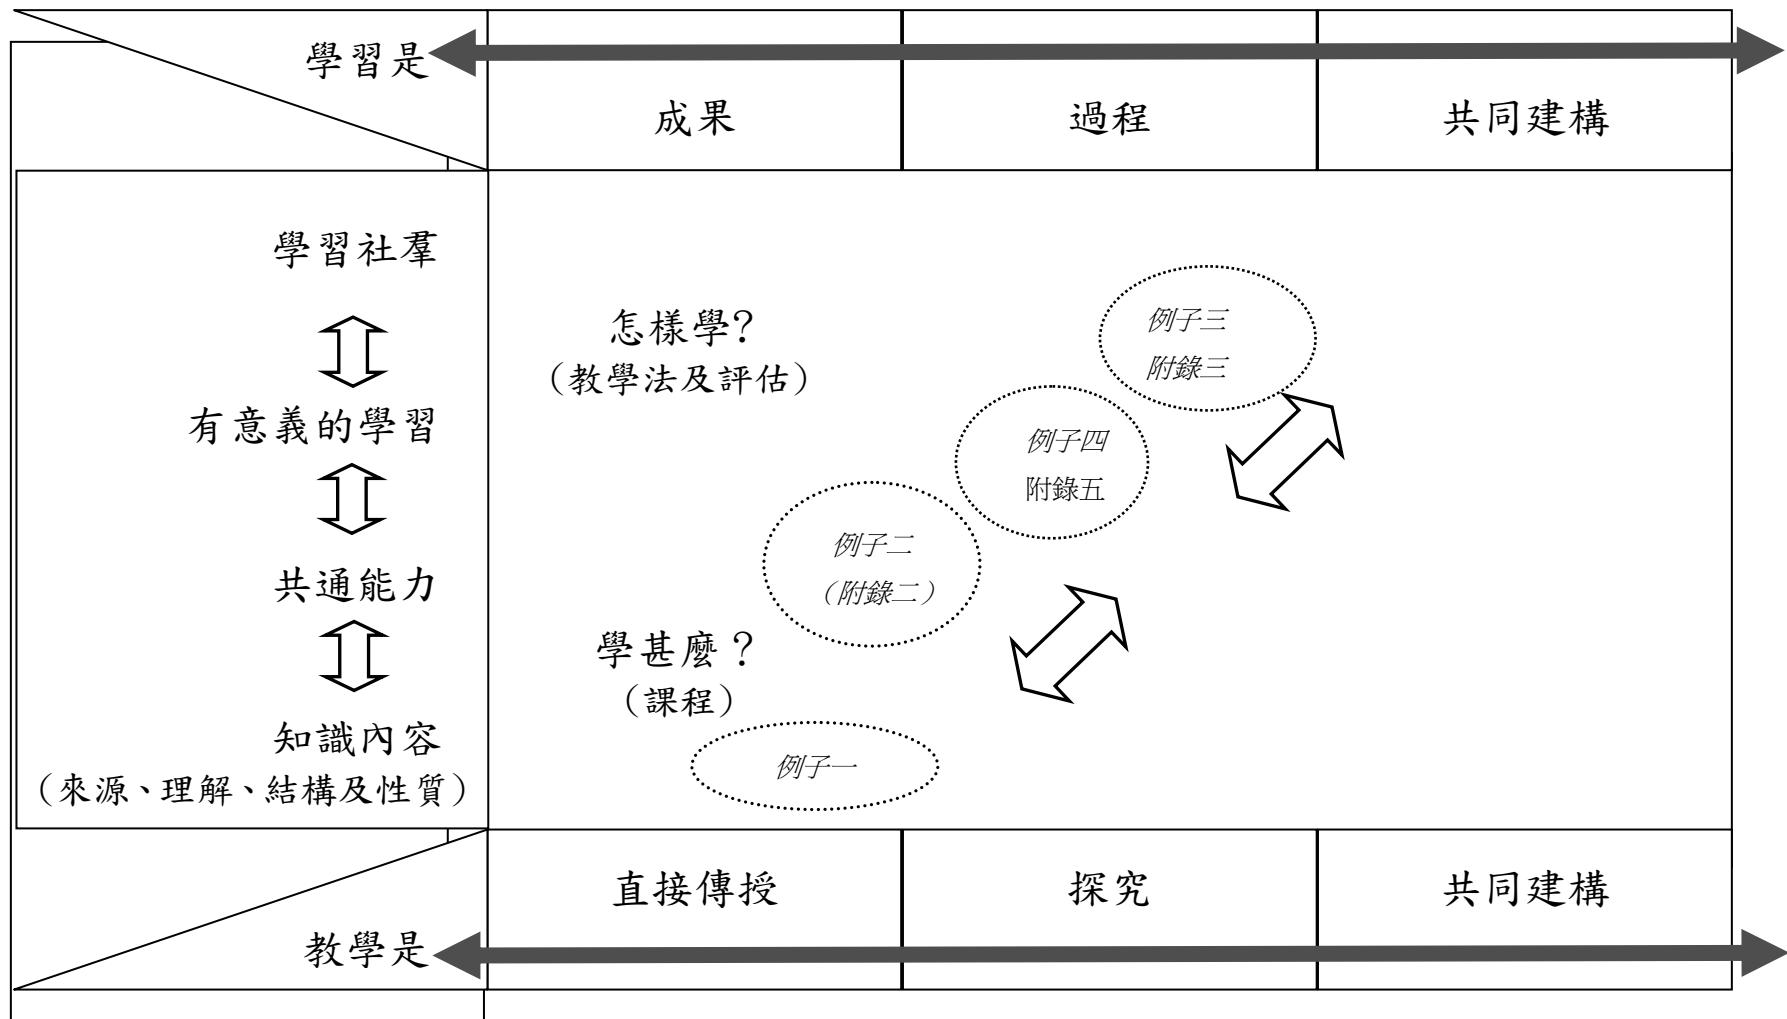 學習是
成果
過程
共同建構
學習社羣
有意義的學習
共通能力
知識內容
（來源、理解、結構及性質）
怎樣學?
（教學法及評估）
例子三
附錄三
例子四
附錄五
例子二
（附錄二）
學甚麼？
（課程）
例子一
直接傳授
探究
共同建構
教學是